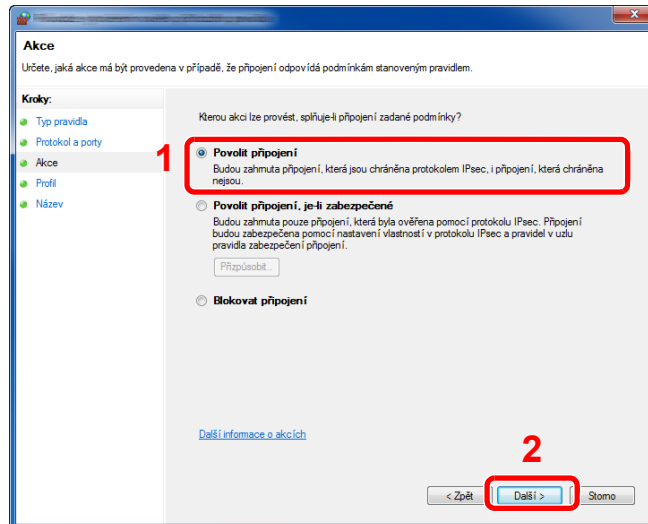 Akce
Určete, jaká akce má být provedena v případě, že připojení odpovídá podmínkám stanoveným pravidlem.
Kroky:
Typ pravidla
Protokol a porty
Akce
Profil
Název
Kterou akci lze provést, splňuje-li připojení zadané podmínky?
1
Povolit připojení
Budou zahrnuta připojení, která jsou chráněna protokolem IPsec, i připojení, která chráněna
nejsou.
Povolit připojení, je-li zabezpečené
Budou zahrnuta pouze připojení, která byla ověřena pomocí protokolu IPsec. Připojení
budou zabezpečena pomocí nastavení vlastností v protokolu IPsec a pravidel v uzlu
pravidla zabezpečení připojení.
Přizpůsobit...
Blokovat připojení
Další informace o akcích
2
< Zpět
Další >
Storno